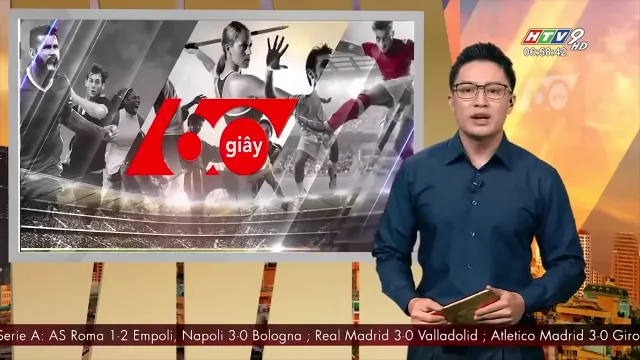 HTV9
HD
06:58:42
60
giây
Serie A: AS Roma 1-2 Empoli, Napoli 3-0 Bologna ; Real Madrid 3-0 Valladolid ; Atletico Madrid 3-0 Giro